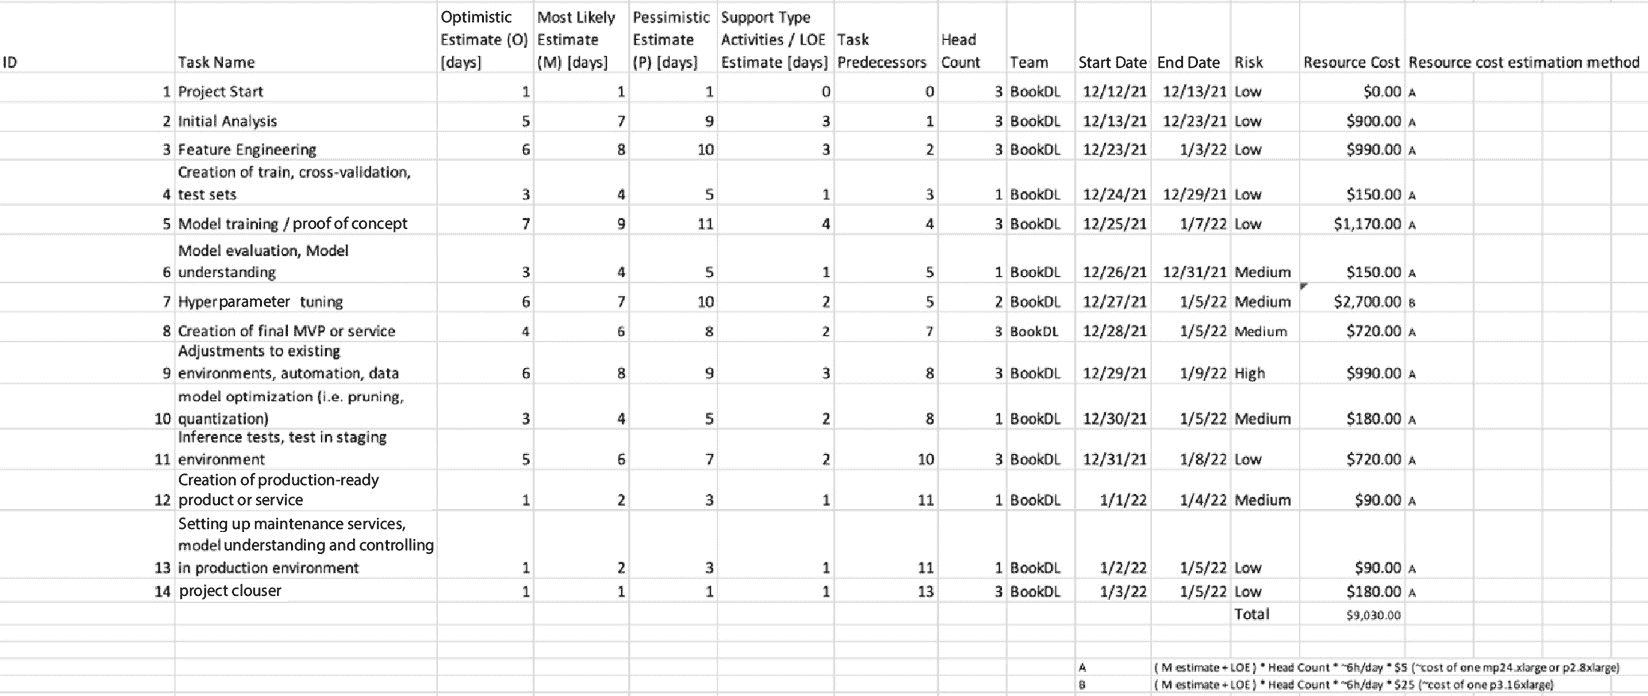 ID Task Name Optimistic Estimate (O) [days] Most Likely Estimate (M) [days] Pessimistic Estimate (P) [days] Support Type Activities / LOE Estimate [days] Task Predecessors Head Count Team Start Date End Date Risk Resource Cost Resource cost estimation method
1 Project Start 1 1 1 0 0 3 BookDL 12/12/21 12/13/21 Low $0.00 A
2 Initial Analysis 5 7 9 3 1 3 BookDL 12/13/21 12/23/21 Low $900.00 A
3 Feature Engineering 6 8 10 3 2 3 BookDL 12/23/21 1/3/22 Low $990.00 A
Creation of train, cross-validation,
4 test sets 3 4 5 1 3 1 BookDL 12/24/21 12/29/21 Low $150.00 A
5 Model training / proof of concept 7 9 11 4 4 3 BookDL 12/25/21 1/7/22 Low $1,170.00 A
Model evaluation, Model
6 understanding 3 4 5 1 5 1 BookDL 12/26/21 12/31/21 Medium $150.00 A
7 Hyperparameter tuning 6 7 10 2 5 2 BookDL 12/27/21 1/5/22 Medium $2,700.00 B
8 Creation of final MVP or service 4 6 8 2 7 3 BookDL 12/28/21 1/5/22 Medium $720.00 A
Adjustments to existing
9 environments, automation, data 6 8 9 3 8 3 BookDL 12/29/21 1/9/22 High $990.00 A
model optimization (i.e. pruning,
10 quantization) 3 4 5 2 8 1 BookDL 12/30/21 1/5/22 Medium $180.00 A
Inference tests, test in staging
11 environment 5 6 7 2 10 3 BookDL 12/31/21 1/8/22 Low $720.00 A
Creation of production-ready
12 product or service 1 2 3 1 11 1 BookDL 1/1/22 1/4/22 Medium $90.00 A
Setting up maintenance services,
model understanding and controlling
13 in production environment 1 2 3 1 11 1 BookDL 1/2/22 1/5/22 Low $90.00 A
14 project clouser 1 1 1 1 13 3 BookDL 1/3/22 1/5/22 Low $180.00 A
Total $9,030.00
A ( M estimate + LOE ) * Head Count * ~6h/day * $5 (~cost of one mp24.xlarge or p2.8xlarge)
B ( M estimate + LOE ) * Head Count * ~6h/day * $25 (~cost of one p3.16xlarge)